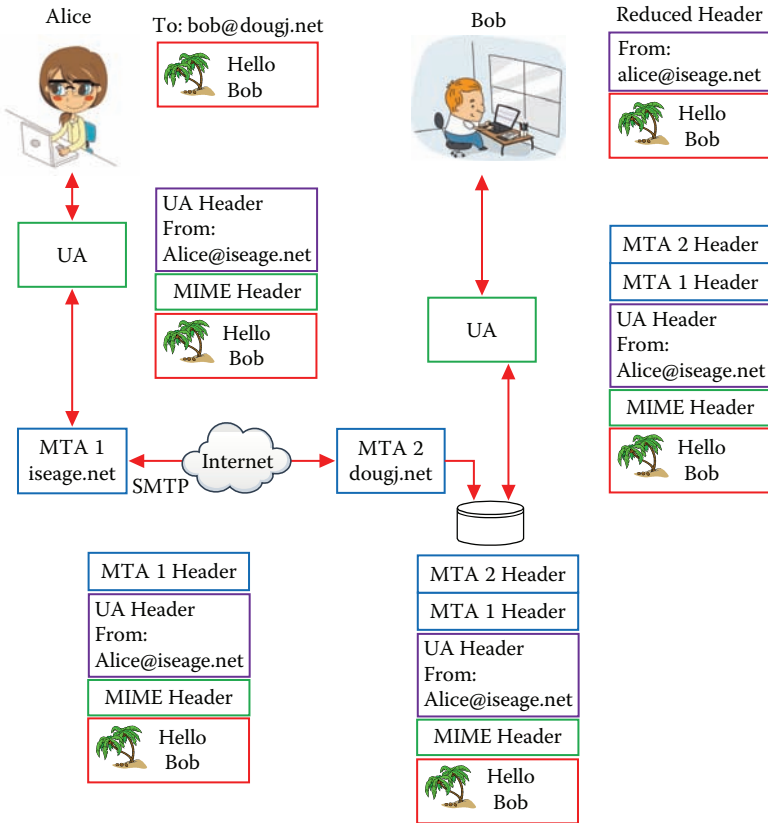 Alice
To: bob@dougj.net
Hello
Bob
Bob
Reduced Header
From:
alice@iseage.net
Hello
Bob
UA
UA Header
From:
Alice@iseage.net
MIME Header
Hello
Bob
UA
MTA 2 Header
MTA 1 Header
UA Header
From:
Alice@iseage.net
MIME Header
Hello
Bob
MTA 1
iseage.net
SMTP
Internet
MTA 2
dougj.net
MTA 1 Header
UA Header
From:
Alice@iseage.net
MIME Header
Hello
Bob
MTA 2 Header
MTA 1 Header
UA Header
From:
Alice@iseage.net
MIME Header
Hello
Bob